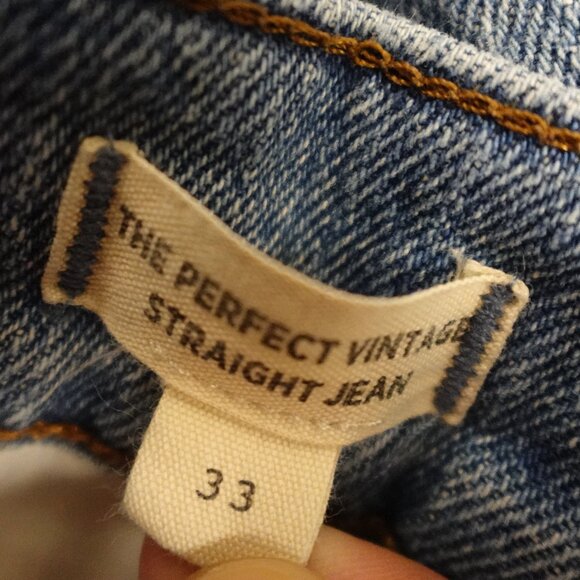 THE PERFECT VINTAGE
STRAIGHT JEAN
33